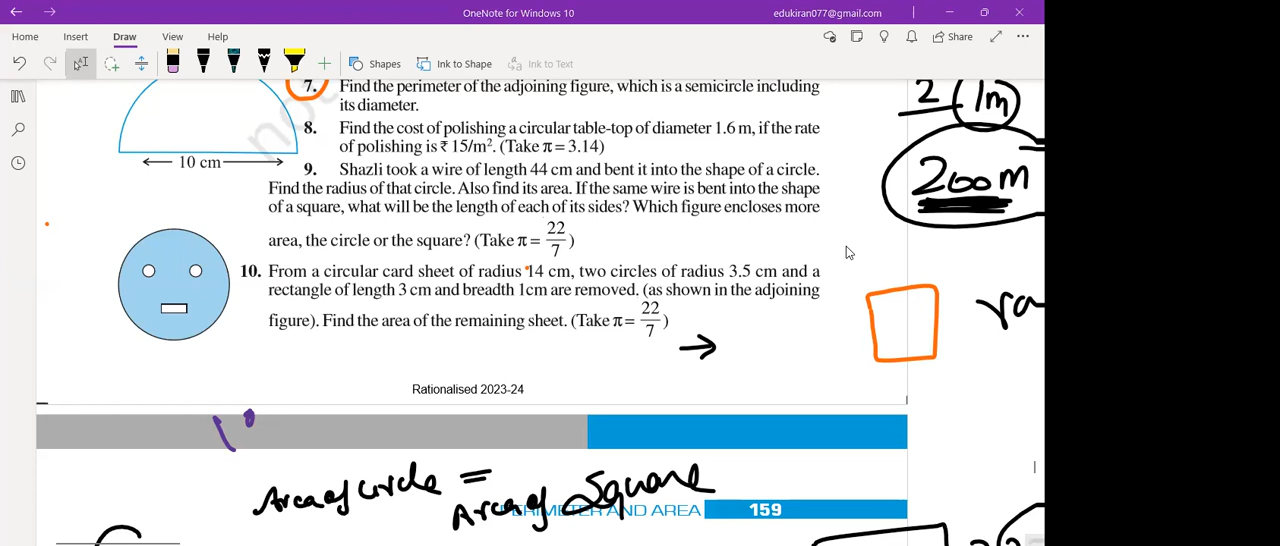 OneNote for Windows 10
edukiran077@gmail.com
Home Insert Draw View Help
Share
Shapes Ink to Shape Ink to Text
7. Find the perimeter of the adjoining figure, which is a semicircle including
its diameter.
10 cm
8. Find the cost of polishing a circular table-top of diameter 1.6 m, if the rate
of polishing is ₹ 15/m². (Take π = 3.14)
9. Shazli took a wire of length 44 cm and bent it into the shape of a circle.
Find the radius of that circle. Also find its area. If the same wire is bent into the shape
of a square, what will be the length of each of its sides? Which figure encloses more
area, the circle or the square? (Take π = 22/7)
10. From a circular card sheet of radius 14 cm, two circles of radius 3.5 cm and a
rectangle of length 3 cm and breadth 1cm are removed. (as shown in the adjoining
figure). Find the area of the remaining sheet. (Take π = 22/7)
2 1m
200m
ra
Rationalised 2023-24
Area of circle =
Area of Square
PERIMETER AND AREA 159